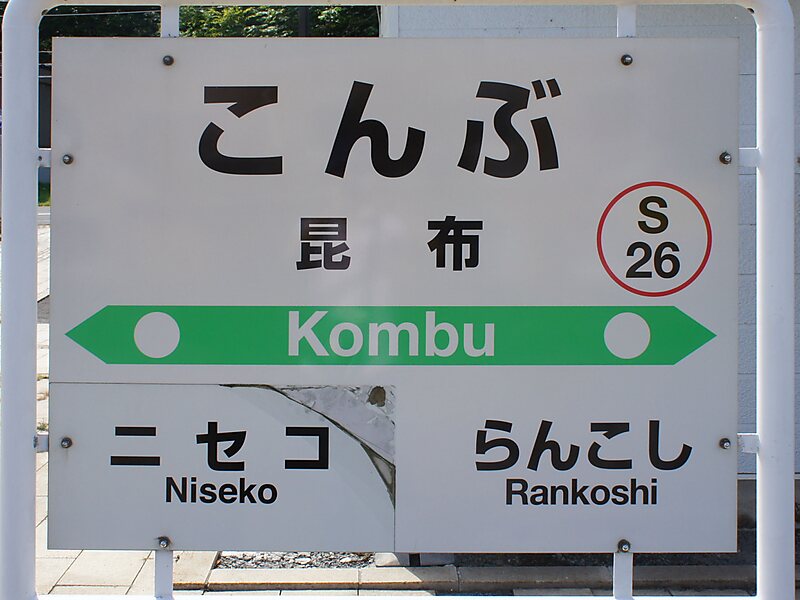 こんぶ
昆布
S
26
Kombu
ニセコ
Niseko
らんこし
Rankoshi